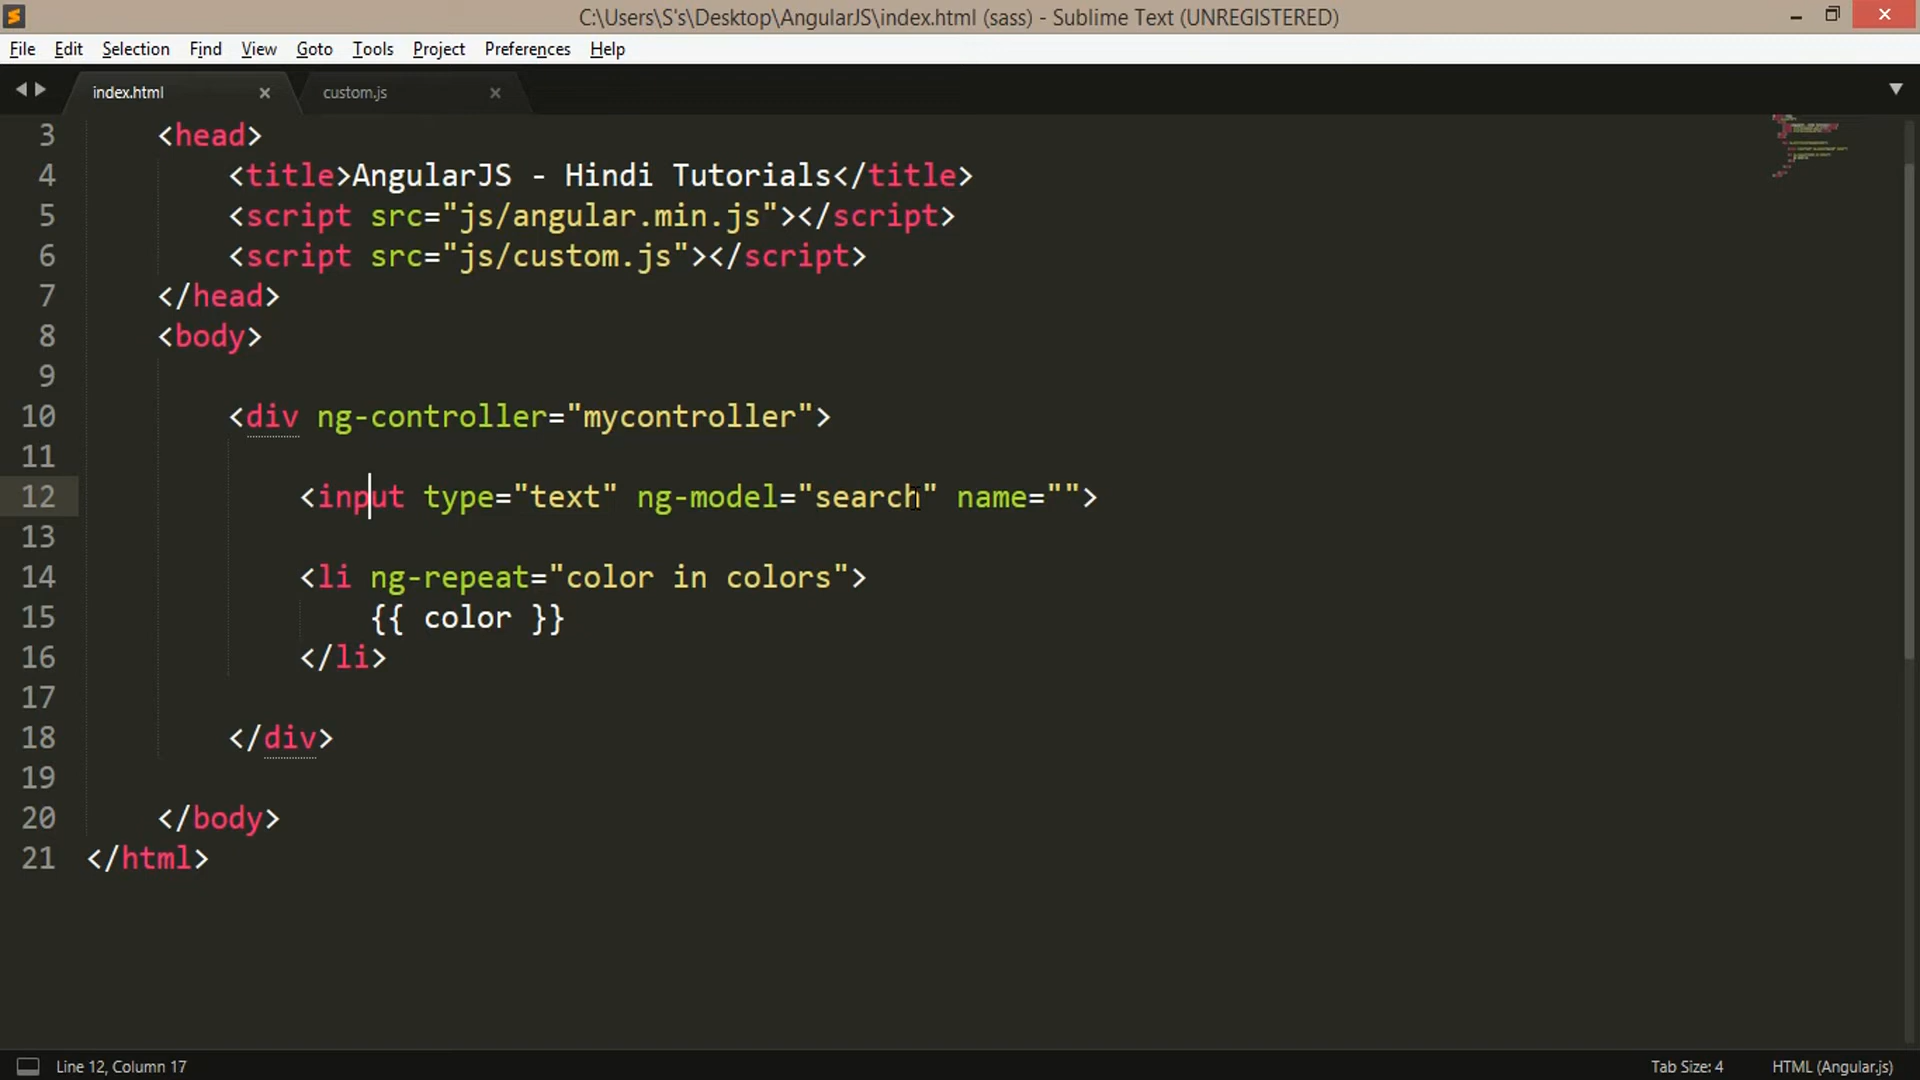 C:\Users\S's\Desktop\AngularJS\index.html (sass) - Sublime Text (UNREGISTERED)
File Edit Selection Find View Goto Tools Project Preferences Help
index.html custom.js
3 <head>
4 <title>AngularJS - Hindi Tutorials</title>
5 <script src="js/angular.min.js"></script>
6 <script src="js/custom.js"></script>
7 </head>
8 <body>
9
10 <div ng-controller="mycontroller">
11
12 <input type="text" ng-model="search" name="">
13
14 <li ng-repeat="color in colors">
15 {{ color }}
16 </li>
17
18 </div>
19
20 </body>
21 </html>
Line 12, Column 17 Tab Size: 4 HTML (Angular.js)